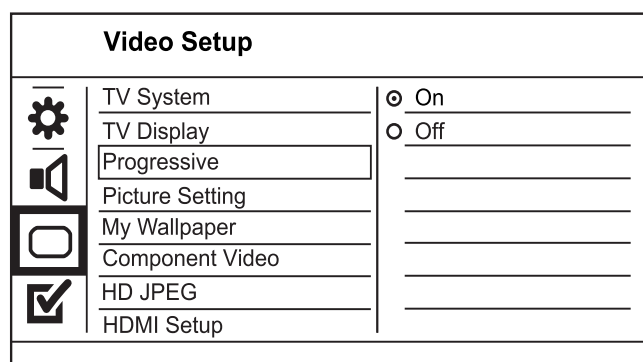 Video Setup
TV System
TV Display
Progressive
Picture Setting
My Wallpaper
Component Video
HD JPEG
HDMI Setup
On
Off